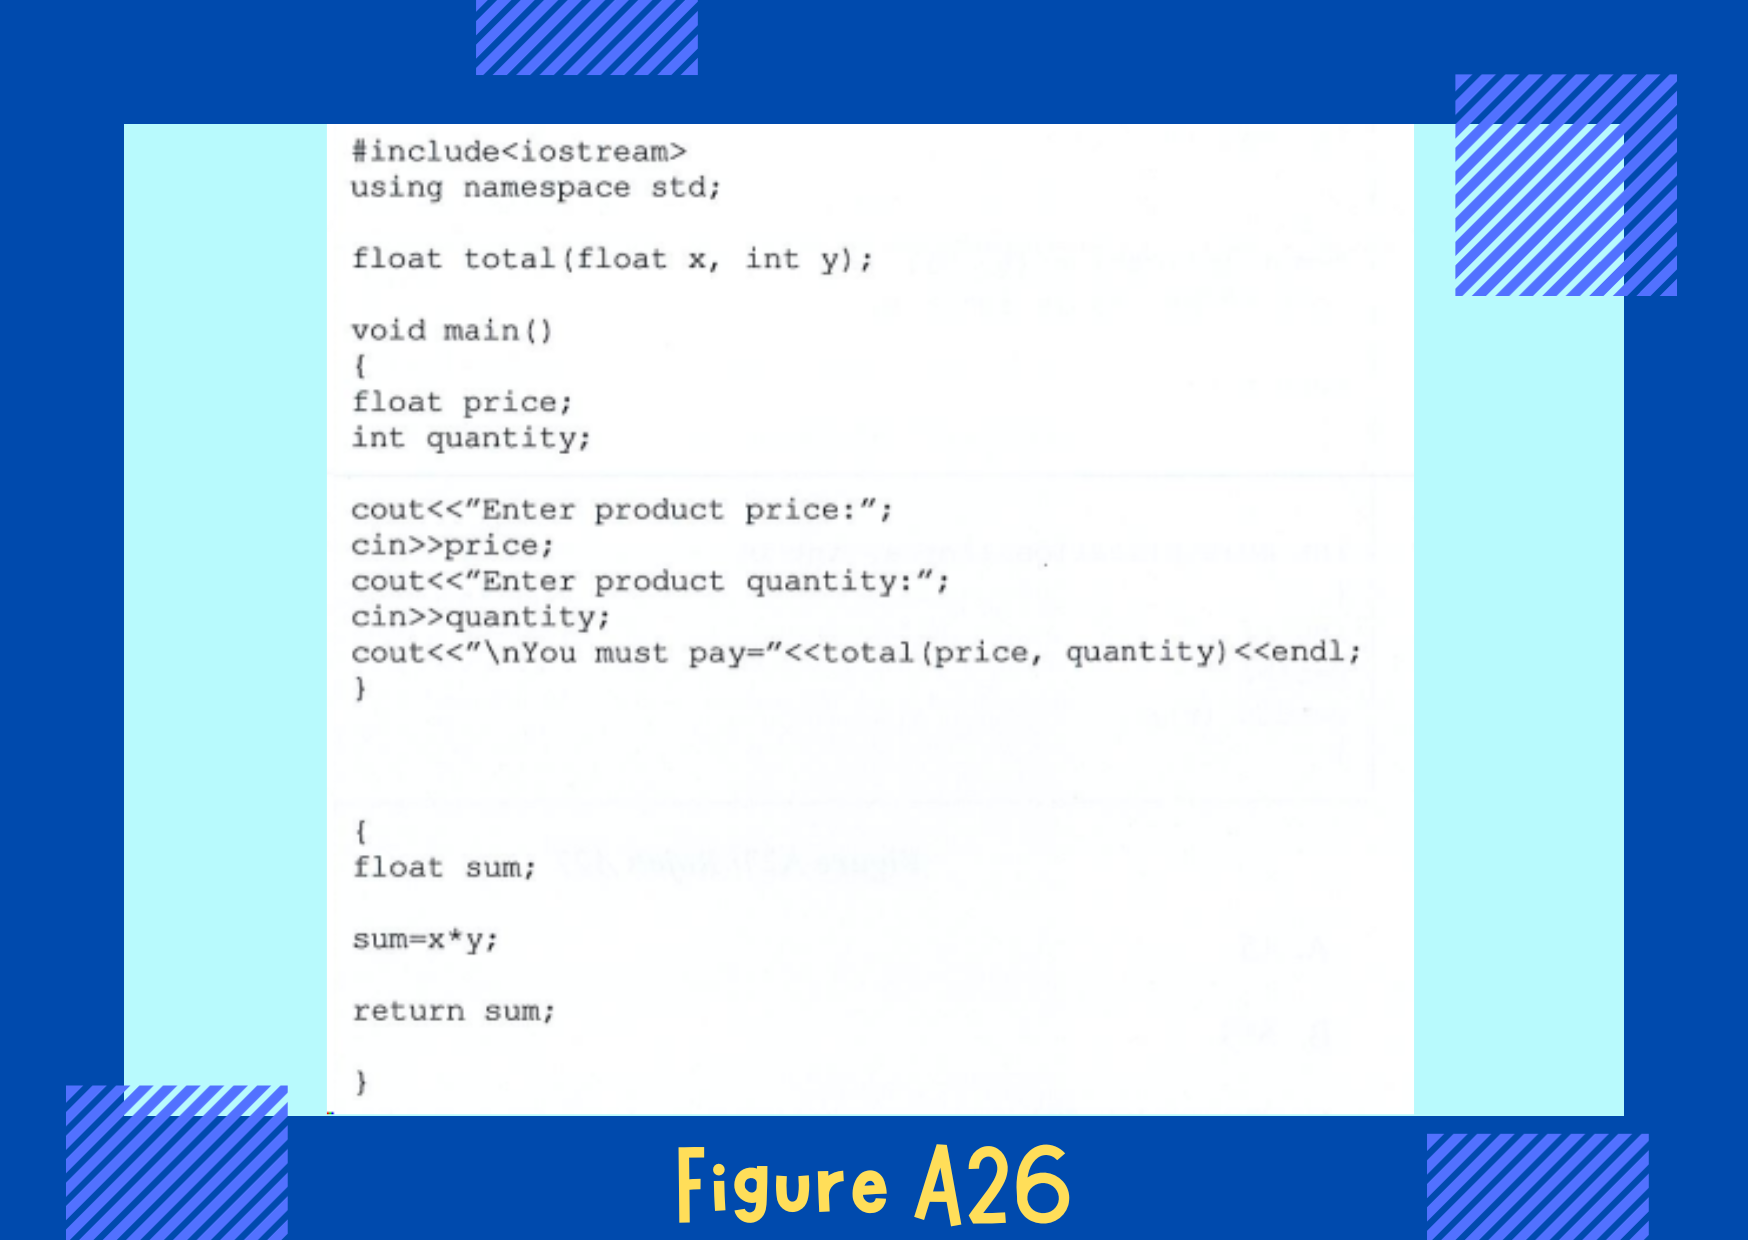 #include<iostream>
using namespace std;
float total(float x, int y);
void main()
{
float price;
int quantity;
cout<<"Enter product price:";
cin>>price;
cout<<"Enter product quantity:";
cin>>quantity;
cout<<"\nYou must pay="<<total(price, quantity)<<endl;
}
{
float sum;
sum=x*y;
return sum;
}
Figure A26